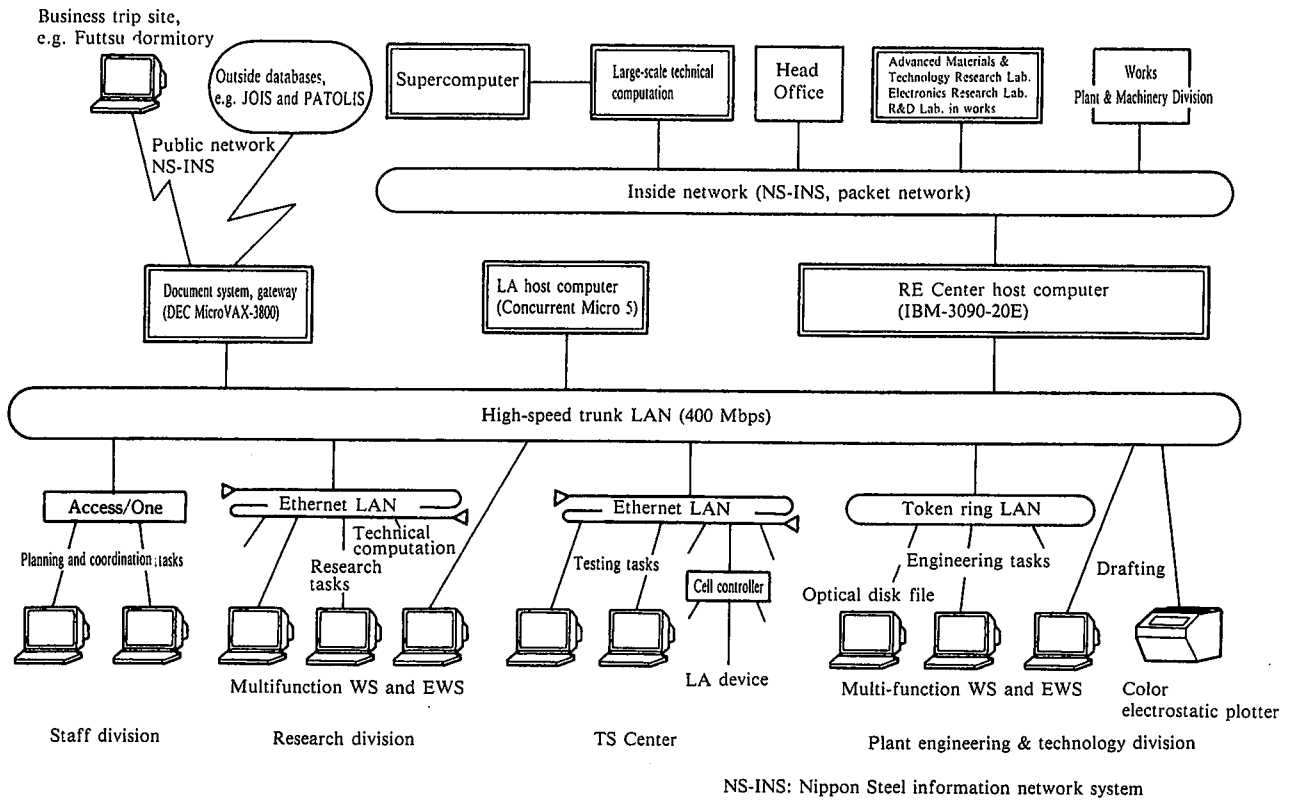 Business trip site,
e.g. Futtsu dormitory
Outside databases,
e.g. JOIS and PATOLIS
Supercomputer
Large-scale technical
computation
Head
Office
Advanced Materials &
Technology Research Lab.
Electronics Research Lab.
R&D Lab. in works
Works
Plant & Machinery Division
Public network
NS-INS
Inside network (NS-INS, packet network)
Document system, gateway
(DEC MicroVAX-3800)
LA host computer
(Concurrent Micro 5)
RE Center host computer
(IBM-3090-20E)
High-speed trunk LAN (400 Mbps)
Access/One
Ethernet LAN
Ethernet LAN
Token ring LAN
Planning and coordination tasks
Technical
computation
Research
tasks
Testing tasks
Cell controller
Engineering tasks
Optical disk file
Drafting
Multifunction WS and EWS
LA device
Multi-function WS and EWS
Color
electrostatic plotter
Staff division
Research division
TS Center
Plant engineering & technology division
NS-INS: Nippon Steel information network system